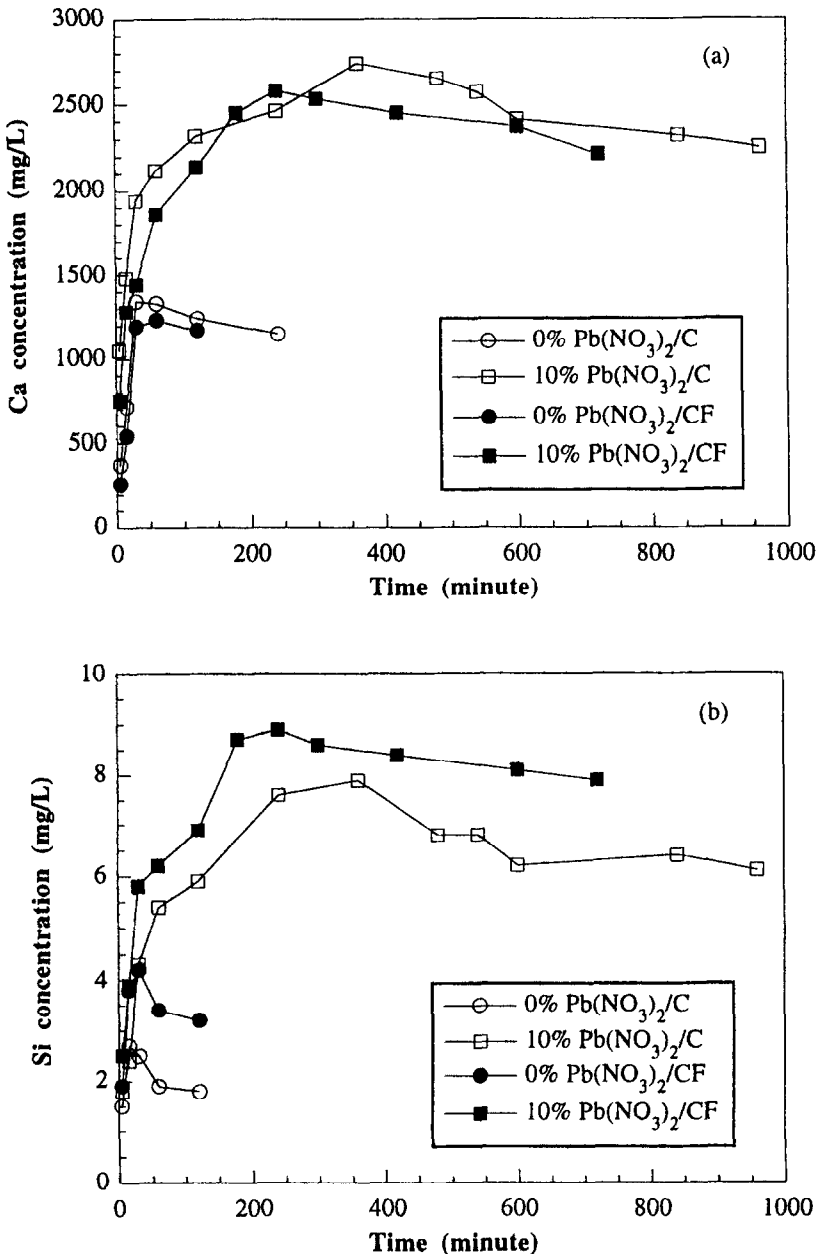 (a)
Ca concentration (mg/L)
3000
2500
2000
1500
1000
500
0
0% Pb(NO3)2/C
10% Pb(NO3)2/C
0% Pb(NO3)2/CF
10% Pb(NO3)2/CF
0 200 400 600 800 1000
Time (minute)
(b)
Si concentration (mg/L)
10
8
6
4
2
0
0% Pb(NO3)2/C
10% Pb(NO3)2/C
0% Pb(NO3)2/CF
10% Pb(NO3)2/CF
0 200 400 600 800 1000
Time (minute)